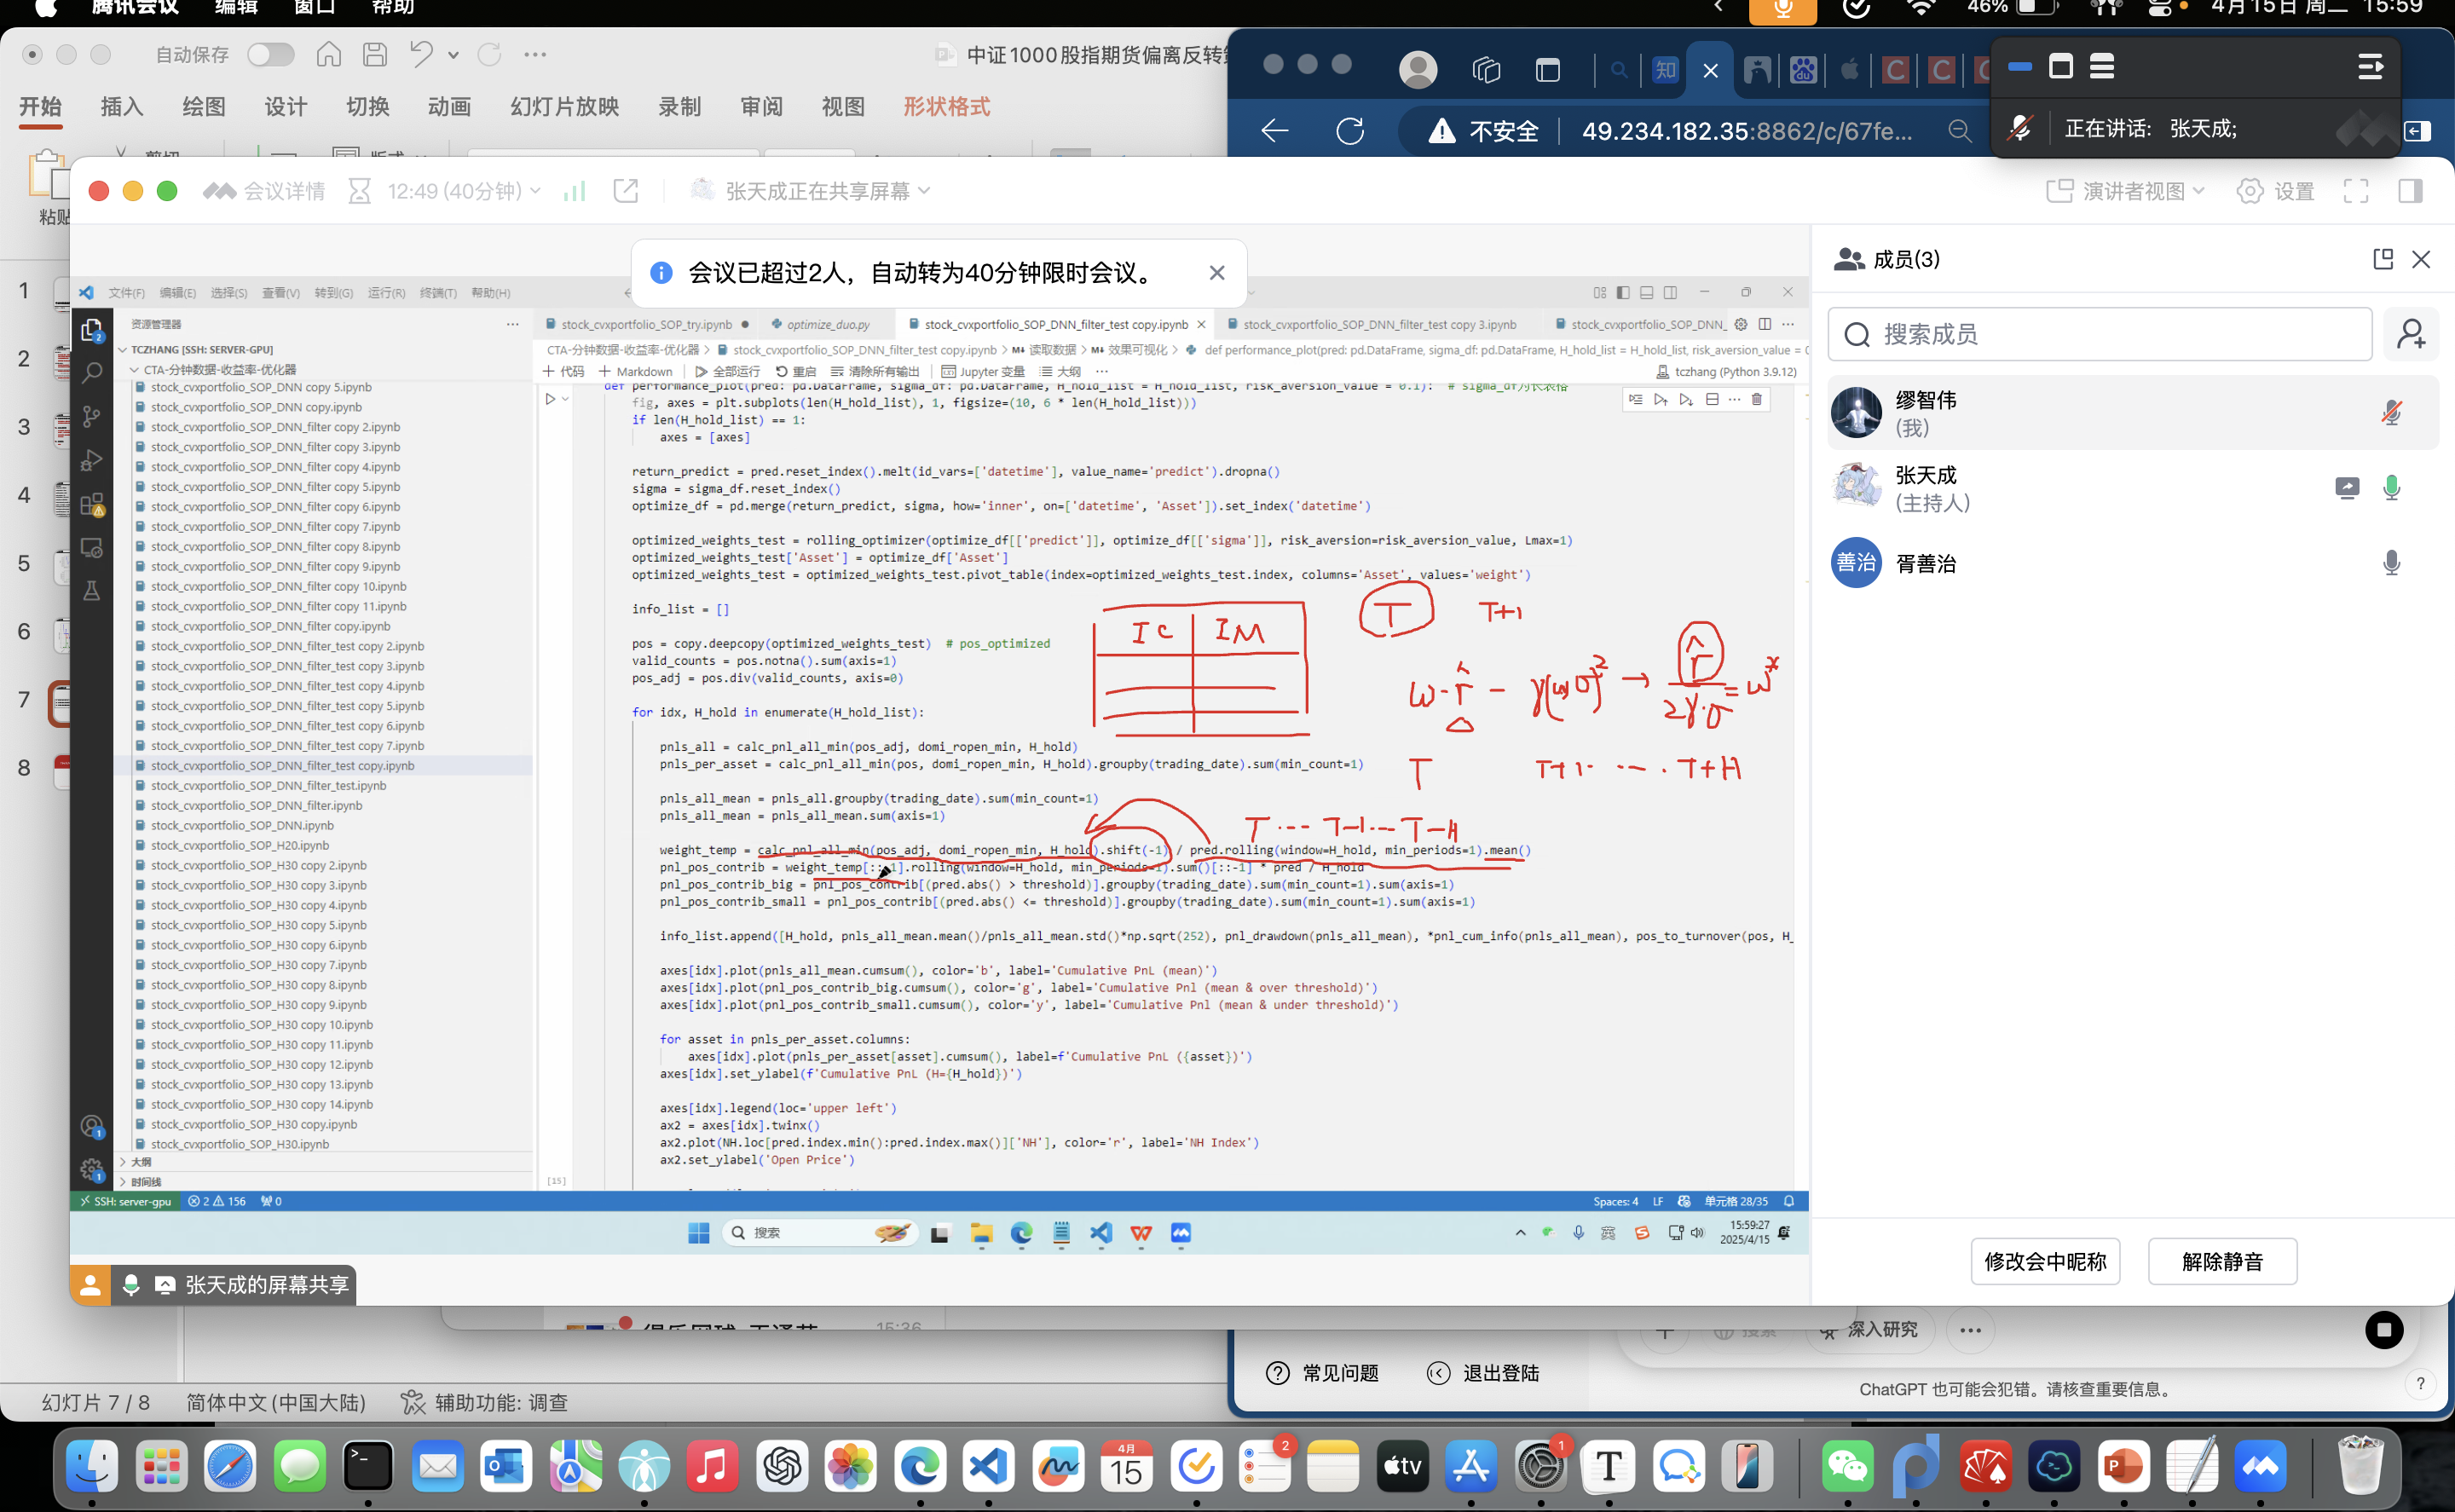 腾讯会议 编辑 窗口 帮助
46% 4月15日 周二 15:59
自动保存
中证1000股指期货偏离反转
开始 插入 绘图 设计 切换 动画 幻灯片放映 录制 审阅 视图 形状格式
不安全 49.234.182.35:8862/c/67fe...
正在讲话: 张天成;
粘贴
会议详情 12:49 (40分钟) 张天成正在共享屏幕
演讲者视图 设置
会议已超过2人，自动转为40分钟限时会议。
1
2
3
4
5
6
7
8
文件(F) 编辑(E) 选择(S) 查看(V) 转到(G) 运行(R) 终端(T) 帮助(H)
资源管理器
TCZHANG [SSH: SERVER-GPU]
CTA-分钟数据-收益率-优化器
stock_cvxportfolio_SOP_DNN copy 5.ipynb
stock_cvxportfolio_SOP_DNN copy.ipynb
stock_cvxportfolio_SOP_DNN_filter copy 2.ipynb
stock_cvxportfolio_SOP_DNN_filter copy 3.ipynb
stock_cvxportfolio_SOP_DNN_filter copy 4.ipynb
stock_cvxportfolio_SOP_DNN_filter copy 5.ipynb
stock_cvxportfolio_SOP_DNN_filter copy 6.ipynb
stock_cvxportfolio_SOP_DNN_filter copy 7.ipynb
stock_cvxportfolio_SOP_DNN_filter copy 8.ipynb
stock_cvxportfolio_SOP_DNN_filter copy 9.ipynb
stock_cvxportfolio_SOP_DNN_filter copy 10.ipynb
stock_cvxportfolio_SOP_DNN_filter copy 11.ipynb
stock_cvxportfolio_SOP_DNN_filter copy.ipynb
stock_cvxportfolio_SOP_DNN_filter_test copy 2.ipynb
stock_cvxportfolio_SOP_DNN_filter_test copy 3.ipynb
stock_cvxportfolio_SOP_DNN_filter_test copy 4.ipynb
stock_cvxportfolio_SOP_DNN_filter_test copy 5.ipynb
stock_cvxportfolio_SOP_DNN_filter_test copy 6.ipynb
stock_cvxportfolio_SOP_DNN_filter_test copy 7.ipynb
stock_cvxportfolio_SOP_DNN_filter_test copy.ipynb
stock_cvxportfolio_SOP_DNN_filter_test.ipynb
stock_cvxportfolio_SOP_DNN_filter.ipynb
stock_cvxportfolio_SOP_DNN.ipynb
stock_cvxportfolio_SOP_H20.ipynb
stock_cvxportfolio_SOP_H30 copy 2.ipynb
stock_cvxportfolio_SOP_H30 copy 3.ipynb
stock_cvxportfolio_SOP_H30 copy 4.ipynb
stock_cvxportfolio_SOP_H30 copy 5.ipynb
stock_cvxportfolio_SOP_H30 copy 6.ipynb
stock_cvxportfolio_SOP_H30 copy 7.ipynb
stock_cvxportfolio_SOP_H30 copy 8.ipynb
stock_cvxportfolio_SOP_H30 copy 9.ipynb
stock_cvxportfolio_SOP_H30 copy 10.ipynb
stock_cvxportfolio_SOP_H30 copy 11.ipynb
stock_cvxportfolio_SOP_H30 copy 12.ipynb
stock_cvxportfolio_SOP_H30 copy 13.ipynb
stock_cvxportfolio_SOP_H30 copy 14.ipynb
stock_cvxportfolio_SOP_H30 copy.ipynb
stock_cvxportfolio_SOP_H30.ipynb
大纲
时间线
stock_cvxportfolio_SOP_try.ipynb optimize_duo.py stock_cvxportfolio_SOP_DNN_filter_test copy.ipynb stock_cvxportfolio_SOP_DNN_filter_test copy 3.ipynb stock_cvxportfolio_SOP_DNN_
CTA-分钟数据-收益率-优化器 > stock_cvxportfolio_SOP_DNN_filter_test copy.ipynb > M↓ 读取数据 > M↓ 效果可视化 > def performance_plot(pred: pd.DataFrame, sigma_df: pd.DataFrame, H_hold_list = H_hold_list, risk_aversion_value = 0
+ 代码 + Markdown 全部运行 重启 清除所有输出 Jupyter 变量 大纲 ...
tczhang (Python 3.9.12)
def performance_plot(pred: pd.DataFrame, sigma_df: pd.DataFrame, H_hold_list = H_hold_list, risk_aversion_value = 0.1): # sigma_df为长表格
fig, axes = plt.subplots(len(H_hold_list), 1, figsize=(10, 6 * len(H_hold_list)))
if len(H_hold_list) == 1:
axes = [axes]
return_predict = pred.reset_index().melt(id_vars=['datetime'], value_name='predict').dropna()
sigma = sigma_df.reset_index()
optimize_df = pd.merge(return_predict, sigma, how='inner', on=['datetime', 'Asset']).set_index('datetime')
optimized_weights_test = rolling_optimizer(optimize_df[['predict']], optimize_df[['sigma']], risk_aversion=risk_aversion_value, Lmax=1)
optimized_weights_test['Asset'] = optimize_df['Asset']
optimized_weights_test = optimized_weights_test.pivot_table(index=optimized_weights_test.index, columns='Asset', values='weight')
info_list = []
pos = copy.deepcopy(optimized_weights_test) # pos_optimized
valid_counts = pos.notna().sum(axis=1)
pos_adj = pos.div(valid_counts, axis=0)
for idx, H_hold in enumerate(H_hold_list):
pnls_all = calc_pnl_all_min(pos_adj, domi_ropen_min, H_hold)
pnls_per_asset = calc_pnl_all_min(pos, domi_ropen_min, H_hold).groupby(trading_date).sum(min_count=1)
pnls_all_mean = pnls_all.groupby(trading_date).sum(min_count=1)
pnls_all_mean = pnls_all_mean.sum(axis=1)
weight_temp = calc_pnl_all_min(pos_adj, domi_ropen_min, H_hold).shift(-1) / pred.rolling(window=H_hold, min_periods=1).mean()
pnl_pos_contrib = weight_temp[::-1].rolling(window=H_hold, min_periods=1).sum()[::-1] * pred / H_hold
pnl_pos_contrib_big = pnl_pos_contrib[(pred.abs() > threshold)].groupby(trading_date).sum(min_count=1).sum(axis=1)
pnl_pos_contrib_small = pnl_pos_contrib[(pred.abs() <= threshold)].groupby(trading_date).sum(min_count=1).sum(axis=1)
info_list.append([H_hold, pnls_all_mean.mean()/pnls_all_mean.std()*np.sqrt(252), pnl_drawdown(pnls_all_mean), *pnl_cum_info(pnls_all_mean), pos_to_turnover(pos, H_
axes[idx].plot(pnls_all_mean.cumsum(), color='b', label='Cumulative PnL (mean)')
axes[idx].plot(pnl_pos_contrib_big.cumsum(), color='g', label='Cumulative Pnl (mean & over threshold)')
axes[idx].plot(pnl_pos_contrib_small.cumsum(), color='y', label='Cumulative Pnl (mean & under threshold)')
for asset in pnls_per_asset.columns:
axes[idx].plot(pnls_per_asset[asset].cumsum(), label=f'Cumulative PnL ({asset})')
axes[idx].set_ylabel(f'Cumulative PnL (H={H_hold})')
axes[idx].legend(loc='upper left')
ax2 = axes[idx].twinx()
ax2.plot(NH.loc[pred.index.min():pred.index.max()]['NH'], color='r', label='NH Index')
ax2.set_ylabel('Open Price')
[15]
IC IM
T T+1
ω·r̂ - γ(ωσ)² → r̂ / 2γ·σ = ω*
T T+1 ... T+H
T ... T-1 ... T-H
SSH: server-gpu 2 156 0
Spaces: 4 LF 单元格 28/35
搜索
英
15:59:27
2025/4/15
张天成的屏幕共享
成员(3)
搜索成员
缪智伟
(我)
张天成
(主持人)
善治 胥善治
修改会中昵称 解除静音
15:36
搜索 深入研究
常见问题 退出登陆
ChatGPT 也可能会犯错。请核查重要信息。
幻灯片 7 / 8 简体中文 (中国大陆) 辅助功能: 调查
4月
15
2
tv
1